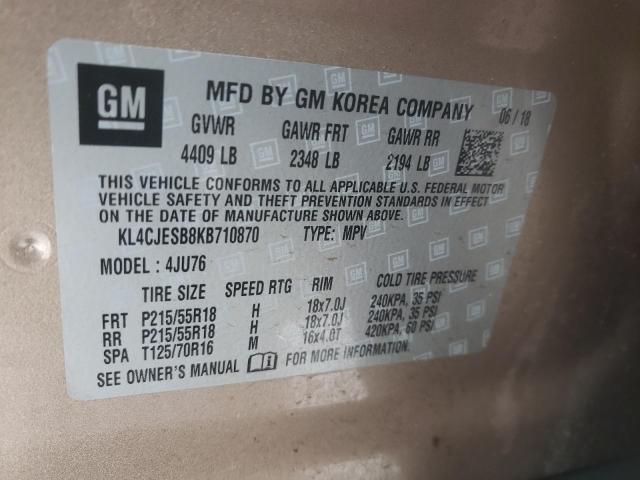 GM MFD BY GM KOREA COMPANY 06/18
GVWR GAWR FRT GAWR RR
4409 LB 2348 LB 2194 LB
THIS VEHICLE CONFORMS TO ALL APPLICABLE U.S. FEDERAL MOTOR
VEHICLE SAFETY AND THEFT PREVENTION STANDARDS IN EFFECT
ON THE DATE OF MANUFACTURE SHOWN ABOVE.
KL4CJESB8KB710870 TYPE: MPV
MODEL : 4JU76
TIRE SIZE SPEED RTG RIM COLD TIRE PRESSURE
FRT P215/55R18 H 18x7.0J 240KPA, 35 PSI
RR P215/55R18 H 18x7.0J 240KPA, 35 PSI
SPA T125/70R16 M 16x4.0T 420KPA, 60 PSI
SEE OWNER'S MANUAL FOR MORE INFORMATION.